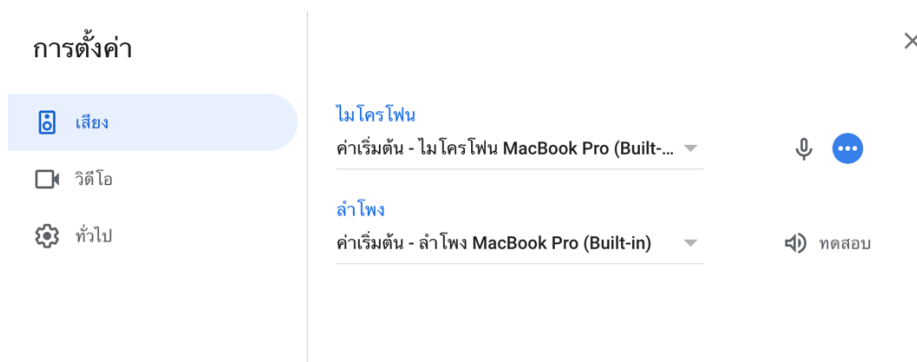 การตั้งค่า
เสียง
วิดีโอ
ทั่วไป
ไมโครโฟน
ค่าเริ่มต้น - ไมโครโฟน MacBook Pro (Built-...
ลำโพง
ค่าเริ่มต้น - ลำโพง MacBook Pro (Built-in)
ทดสอบ